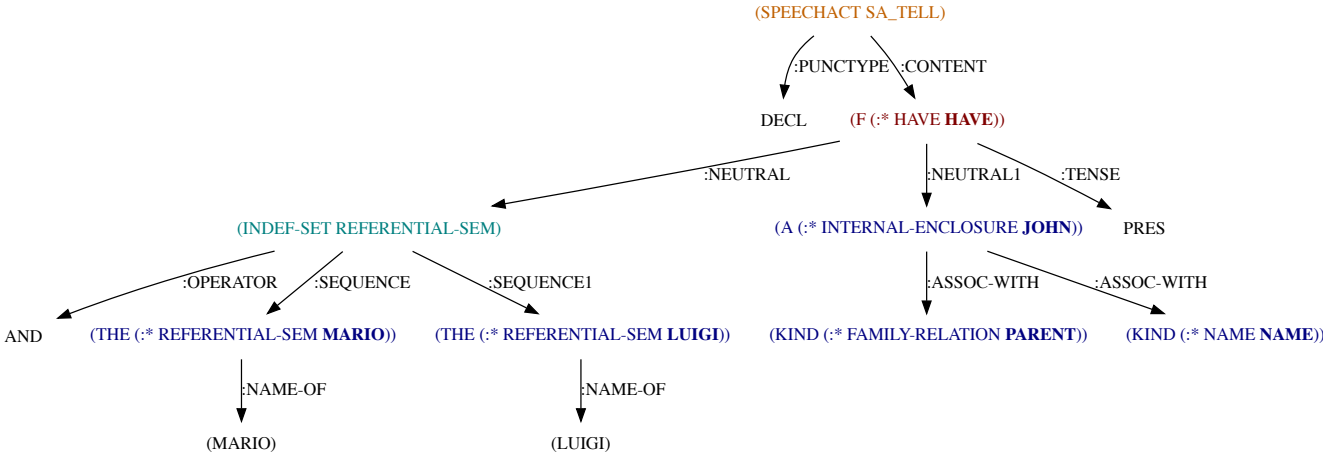 (SPEECHACT SA_TELL)
:PUNCTYPE :CONTENT
DECL (F (:* HAVE HAVE))
:NEUTRAL :NEUTRAL1 :TENSE
(INDEF-SET REFERENTIAL-SEM) (A (:* INTERNAL-ENCLOSURE JOHN)) PRES
:OPERATOR :SEQUENCE :SEQUENCE1 :ASSOC-WITH :ASSOC-WITH
AND (THE (:* REFERENTIAL-SEM MARIO)) (THE (:* REFERENTIAL-SEM LUIGI)) (KIND (:* FAMILY-RELATION PARENT)) (KIND (:* NAME NAME))
:NAME-OF :NAME-OF
(MARIO) (LUIGI)